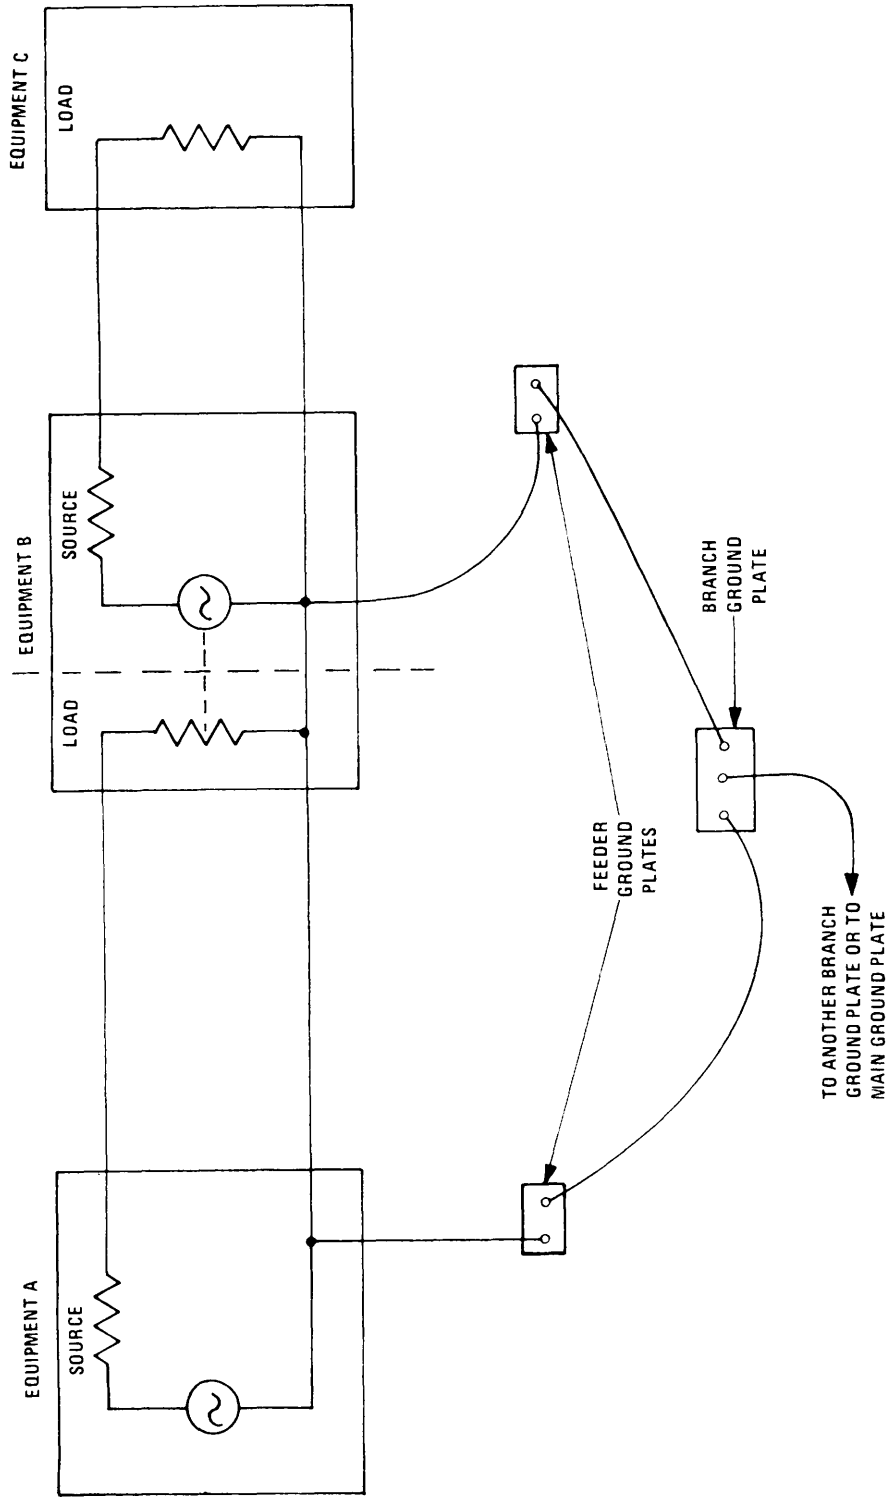 EQUIPMENT A
SOURCE
EQUIPMENT B
LOAD
SOURCE
EQUIPMENT C
LOAD
FEEDER
GROUND
PLATES
BRANCH
GROUND
PLATE
TO ANOTHER BRANCH
GROUND PLATE OR TO
MAIN GROUND PLATE